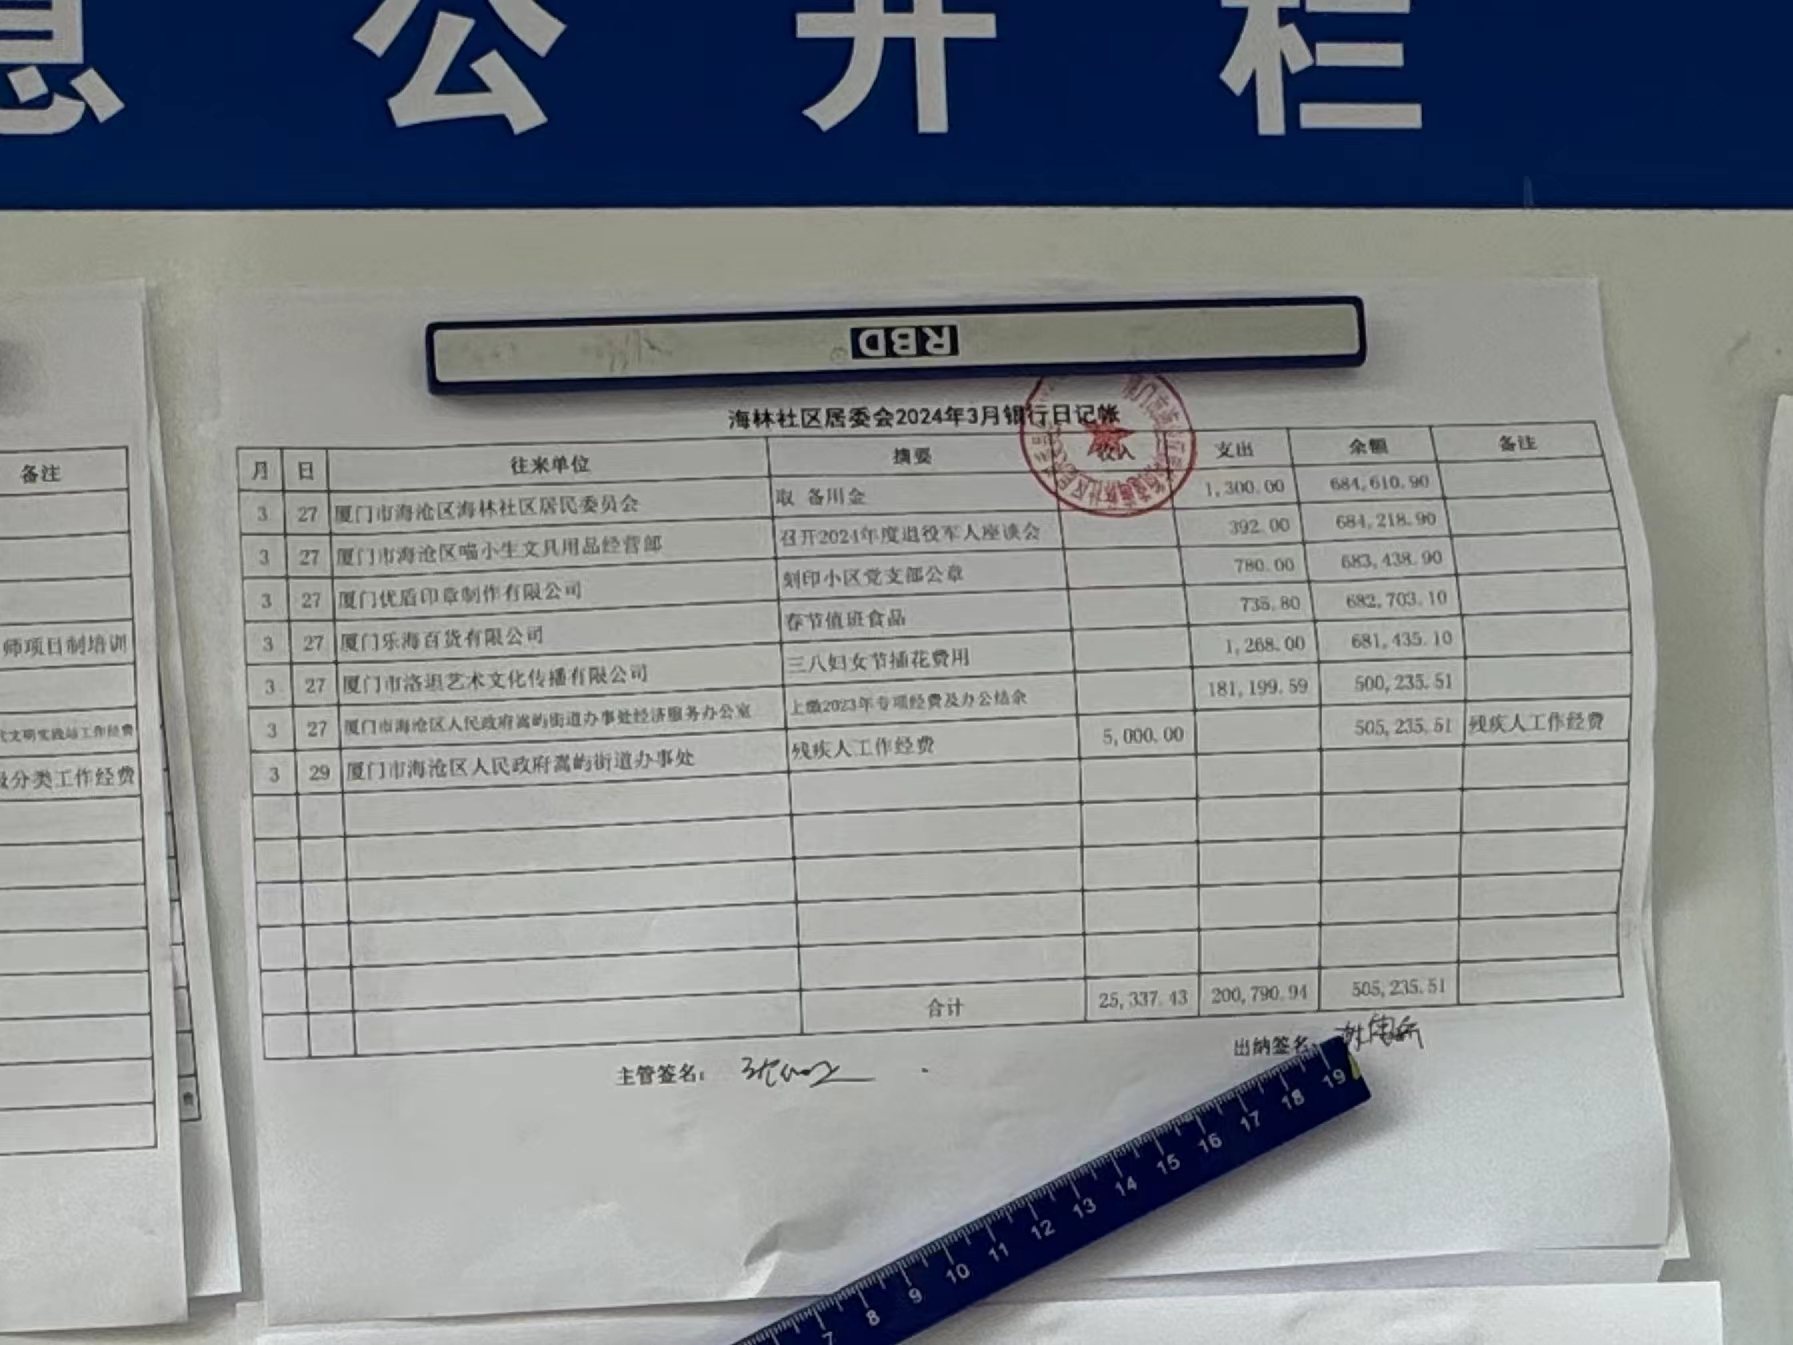 息公开栏
RBD
海林社区居委会2024年3月银行日记帐
月 日 往来单位 摘要 收入 支出 余额 备注
3 27 厦门市海沧区海林社区居民委员会 取 备用金 1,300.00 684,610.90
3 27 厦门市海沧区喵小生文具用品经营部 召开2024年度退役军人座谈会 392.00 684,218.90
3 27 厦门优盾印章制作有限公司 刻印小区党支部公章 780.00 683,438.90
3 27 厦门乐海百货有限公司 春节值班食品 735.80 682,703.10
3 27 厦门市洛坦艺术文化传播有限公司 三八妇女节插花费用 1,268.00 681,435.10
3 27 厦门市海沧区人民政府嵩屿街道办事处经济服务办公室 上缴2023年专项经费及办公结余 181,199.59 500,235.51
3 29 厦门市海沧区人民政府嵩屿街道办事处 残疾人工作经费 5,000.00 505,235.51 残疾人工作经费
合计 25,337.43 200,790.94 505,235.51
主管签名： 出纳签名：
备注
师项目制培训
文明实践站工作经费
分类工作经费
费
7 8 9 10 11 12 13 14 15 16 17 18 19